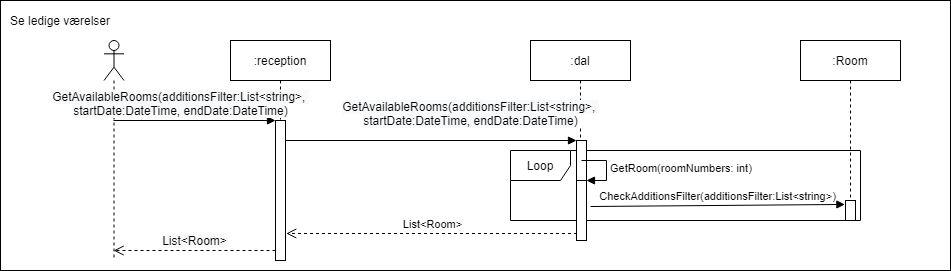 Se ledige værelser
:reception
:dal
:Room
GetAvailableRooms(additionsFilter:List<string>,
startDate:DateTime, endDate:DateTime)
GetAvailableRooms(additionsFilter:List<string>,
startDate:DateTime, endDate:DateTime)
Loop
GetRoom(roomNumbers: int)
CheckAdditionsFilter(additionsFilter:List<string>)
List<Room>
List<Room>